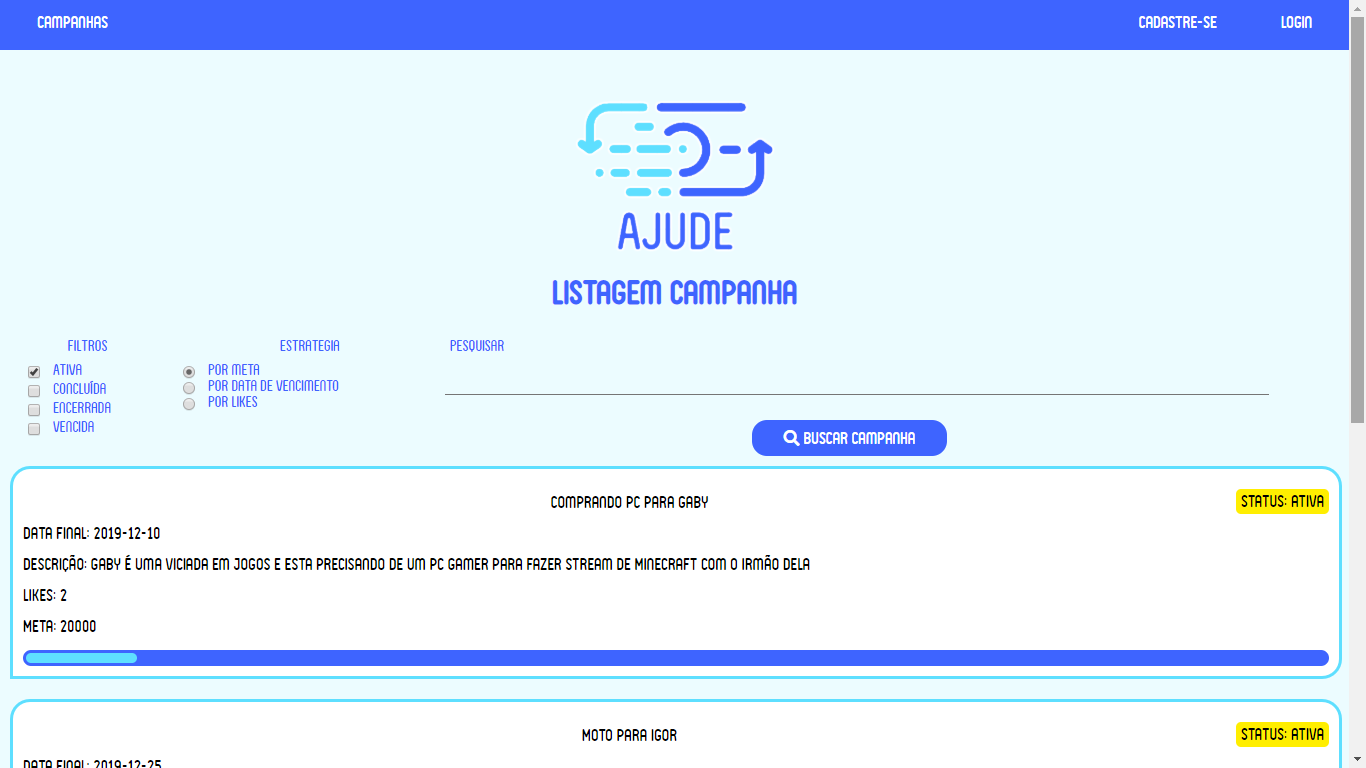 CAMPANHAS CADASTRE-SE LOGIN
AJUDE
LISTAGEM CAMPANHA
FILTROS ESTRATEGIA PESQUISAR
ATIVA POR META
CONCLUÍDA POR DATA DE VENCIMENTO
ENCERRADA POR LIKES
VENCIDA
BUSCAR CAMPANHA
COMPRANDO PC PARA GABY STATUS: ATIVA
DATA FINAL: 2019-12-10
DESCRIÇÃO: GABY É UMA VICIADA EM JOGOS E ESTA PRECISANDO DE UM PC GAMER PARA FAZER STREAM DE MINECRAFT COM O IRMÃO DELA
LIKES: 2
META: 20000
MOTO PARA IGOR STATUS: ATIVA
DATA FINAL: 2019-12-25